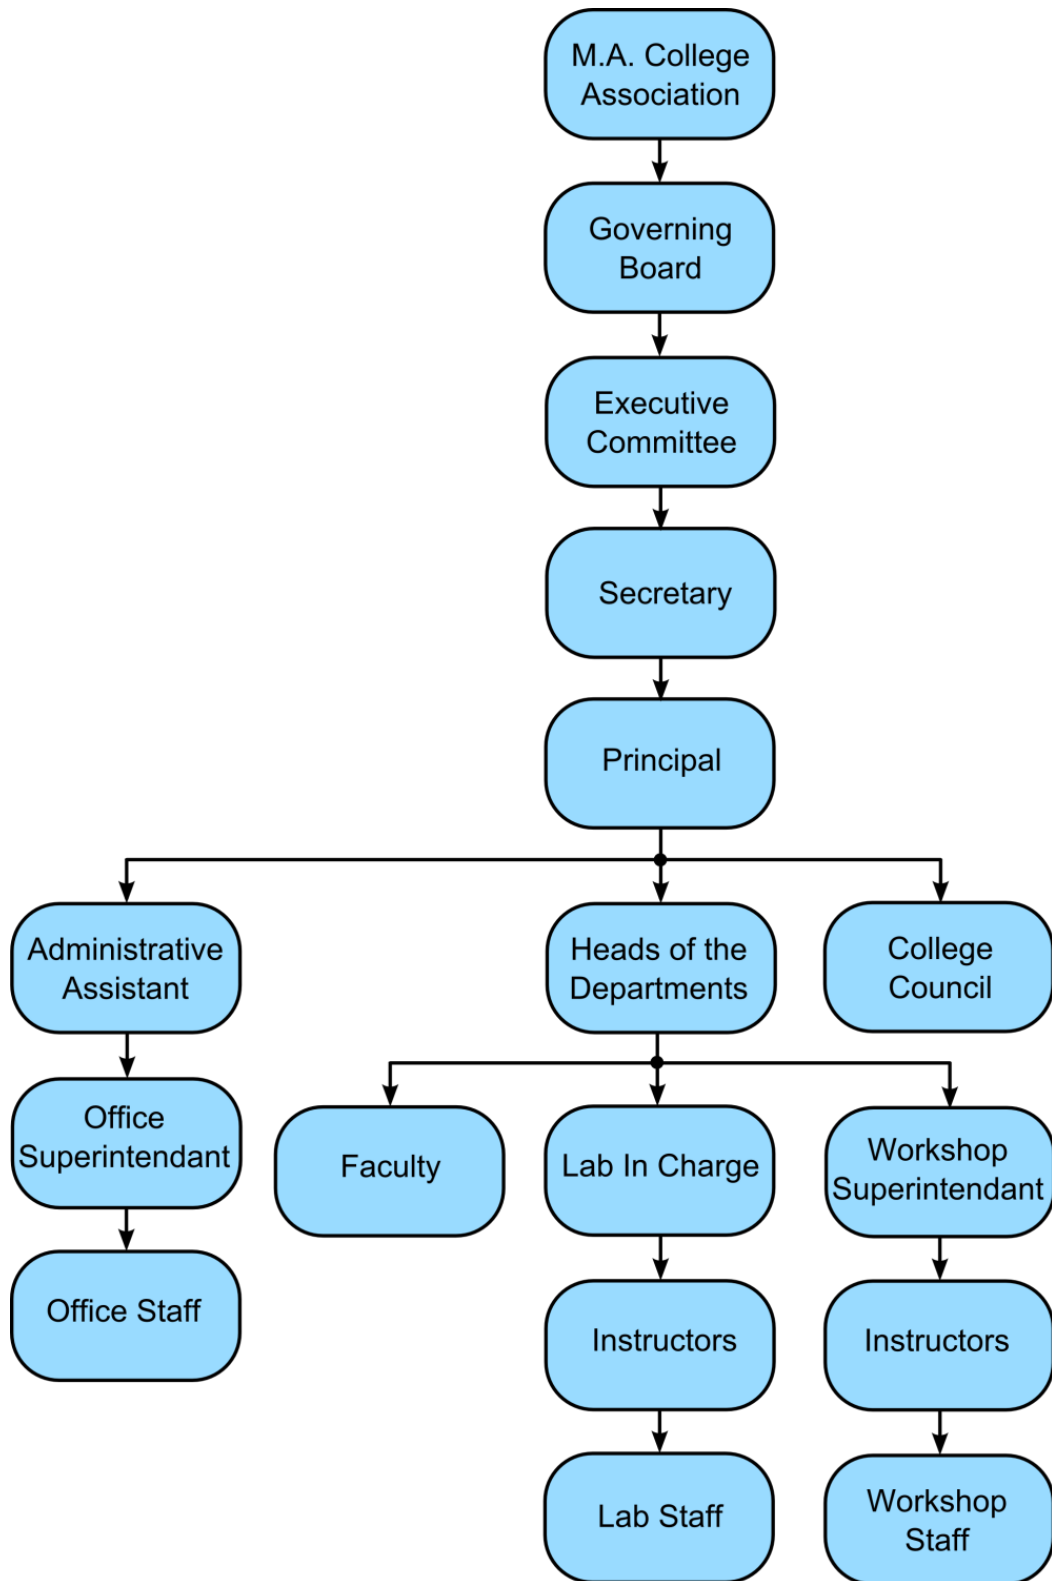 M.A. College
Association
Governing
Board
Executive
Committee
Secretary
Principal
Administrative
Assistant
Heads of the
Departments
College
Council
Office
Superintendant
Faculty
Lab In Charge
Workshop
Superintendant
Office Staff
Instructors
Instructors
Lab Staff
Workshop
Staff